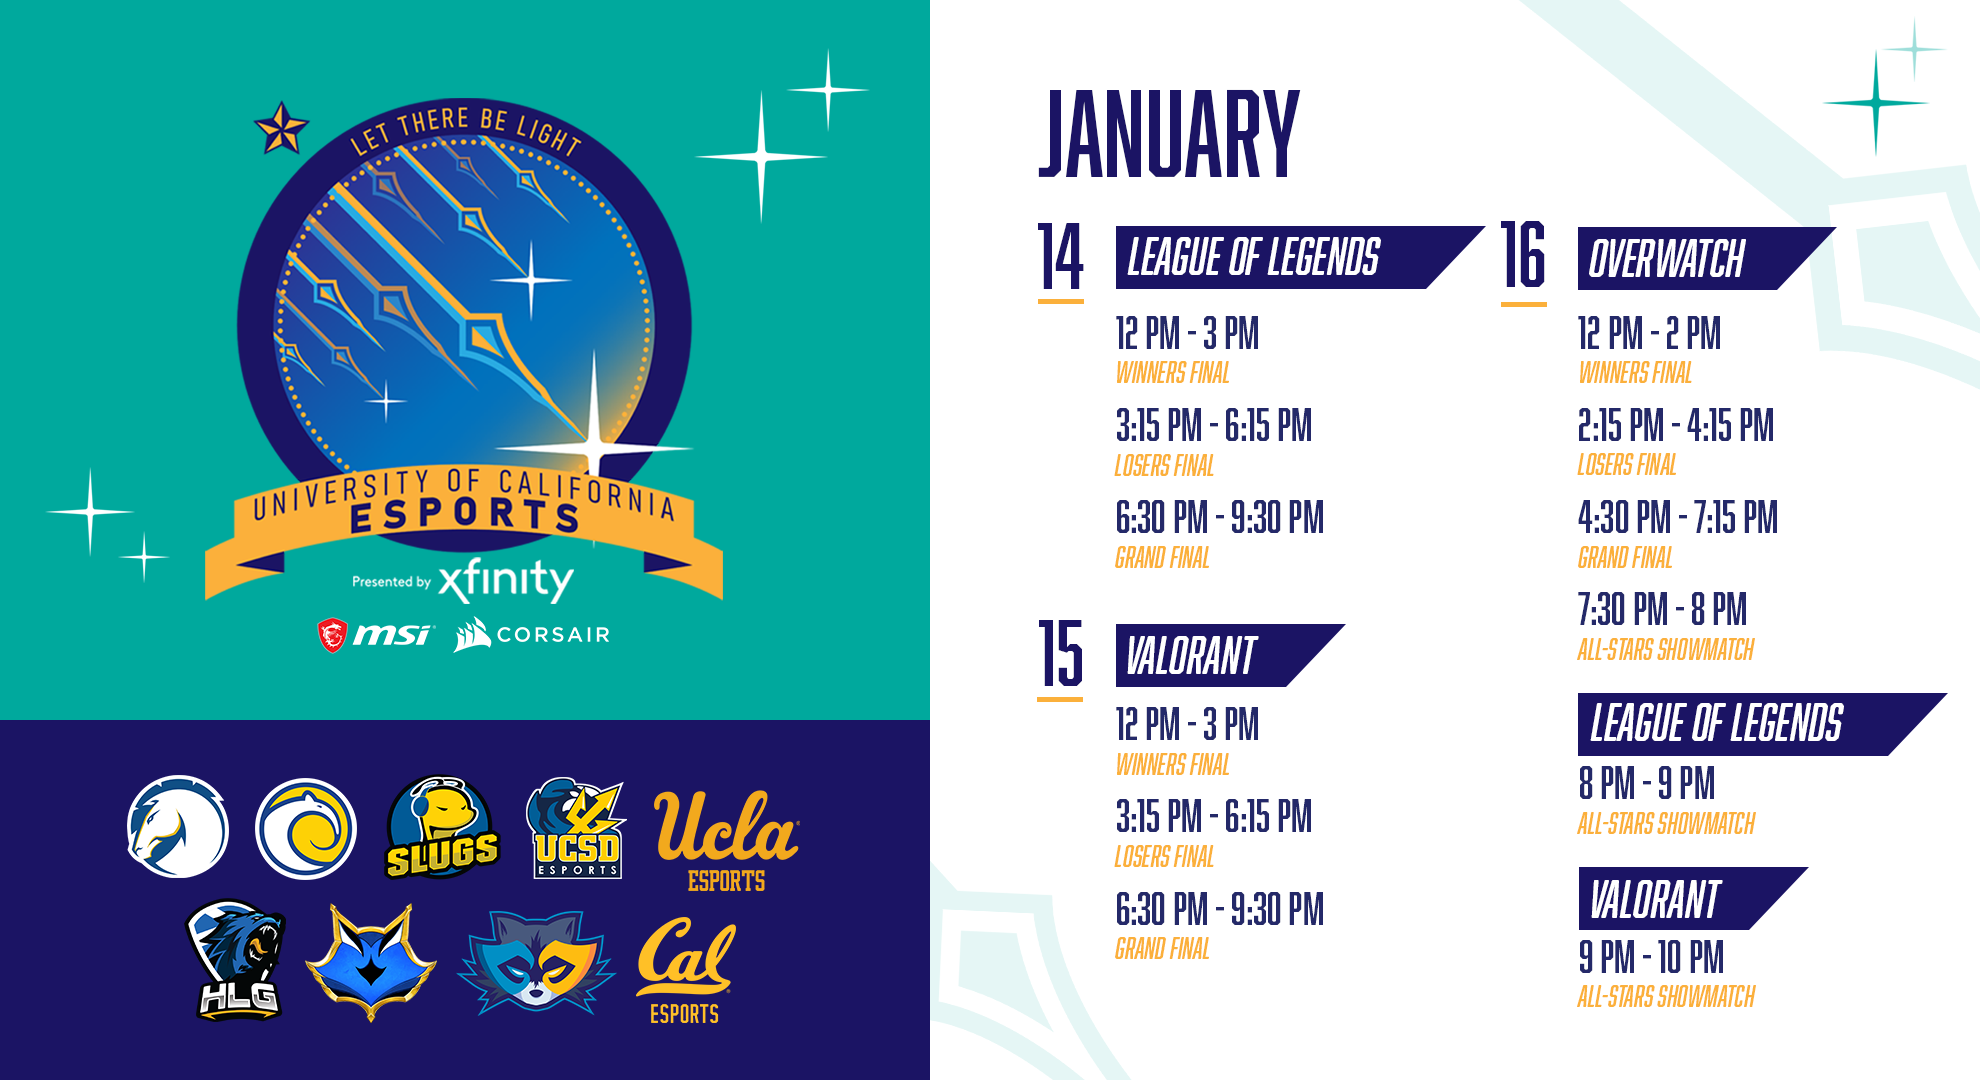 LET THERE BE LIGHT
UNIVERSITY OF CALIFORNIA
ESPORTS
Presented by xfinity
msi CORSAIR
SLUGS
UCSD
ESPORTS
Ucla
ESPORTS
HLG
Cal
ESPORTS
JANUARY
14 LEAGUE OF LEGENDS
12 PM - 3 PM
WINNERS FINAL
3:15 PM - 6:15 PM
LOSERS FINAL
6:30 PM - 9:30 PM
GRAND FINAL
15 VALORANT
12 PM - 3 PM
WINNERS FINAL
3:15 PM - 6:15 PM
LOSERS FINAL
6:30 PM - 9:30 PM
GRAND FINAL
16 OVERWATCH
12 PM - 2 PM
WINNERS FINAL
2:15 PM - 4:15 PM
LOSERS FINAL
4:30 PM - 7:15 PM
GRAND FINAL
7:30 PM - 8 PM
ALL-STARS SHOWMATCH
LEAGUE OF LEGENDS
8 PM - 9 PM
ALL-STARS SHOWMATCH
VALORANT
9 PM - 10 PM
ALL-STARS SHOWMATCH